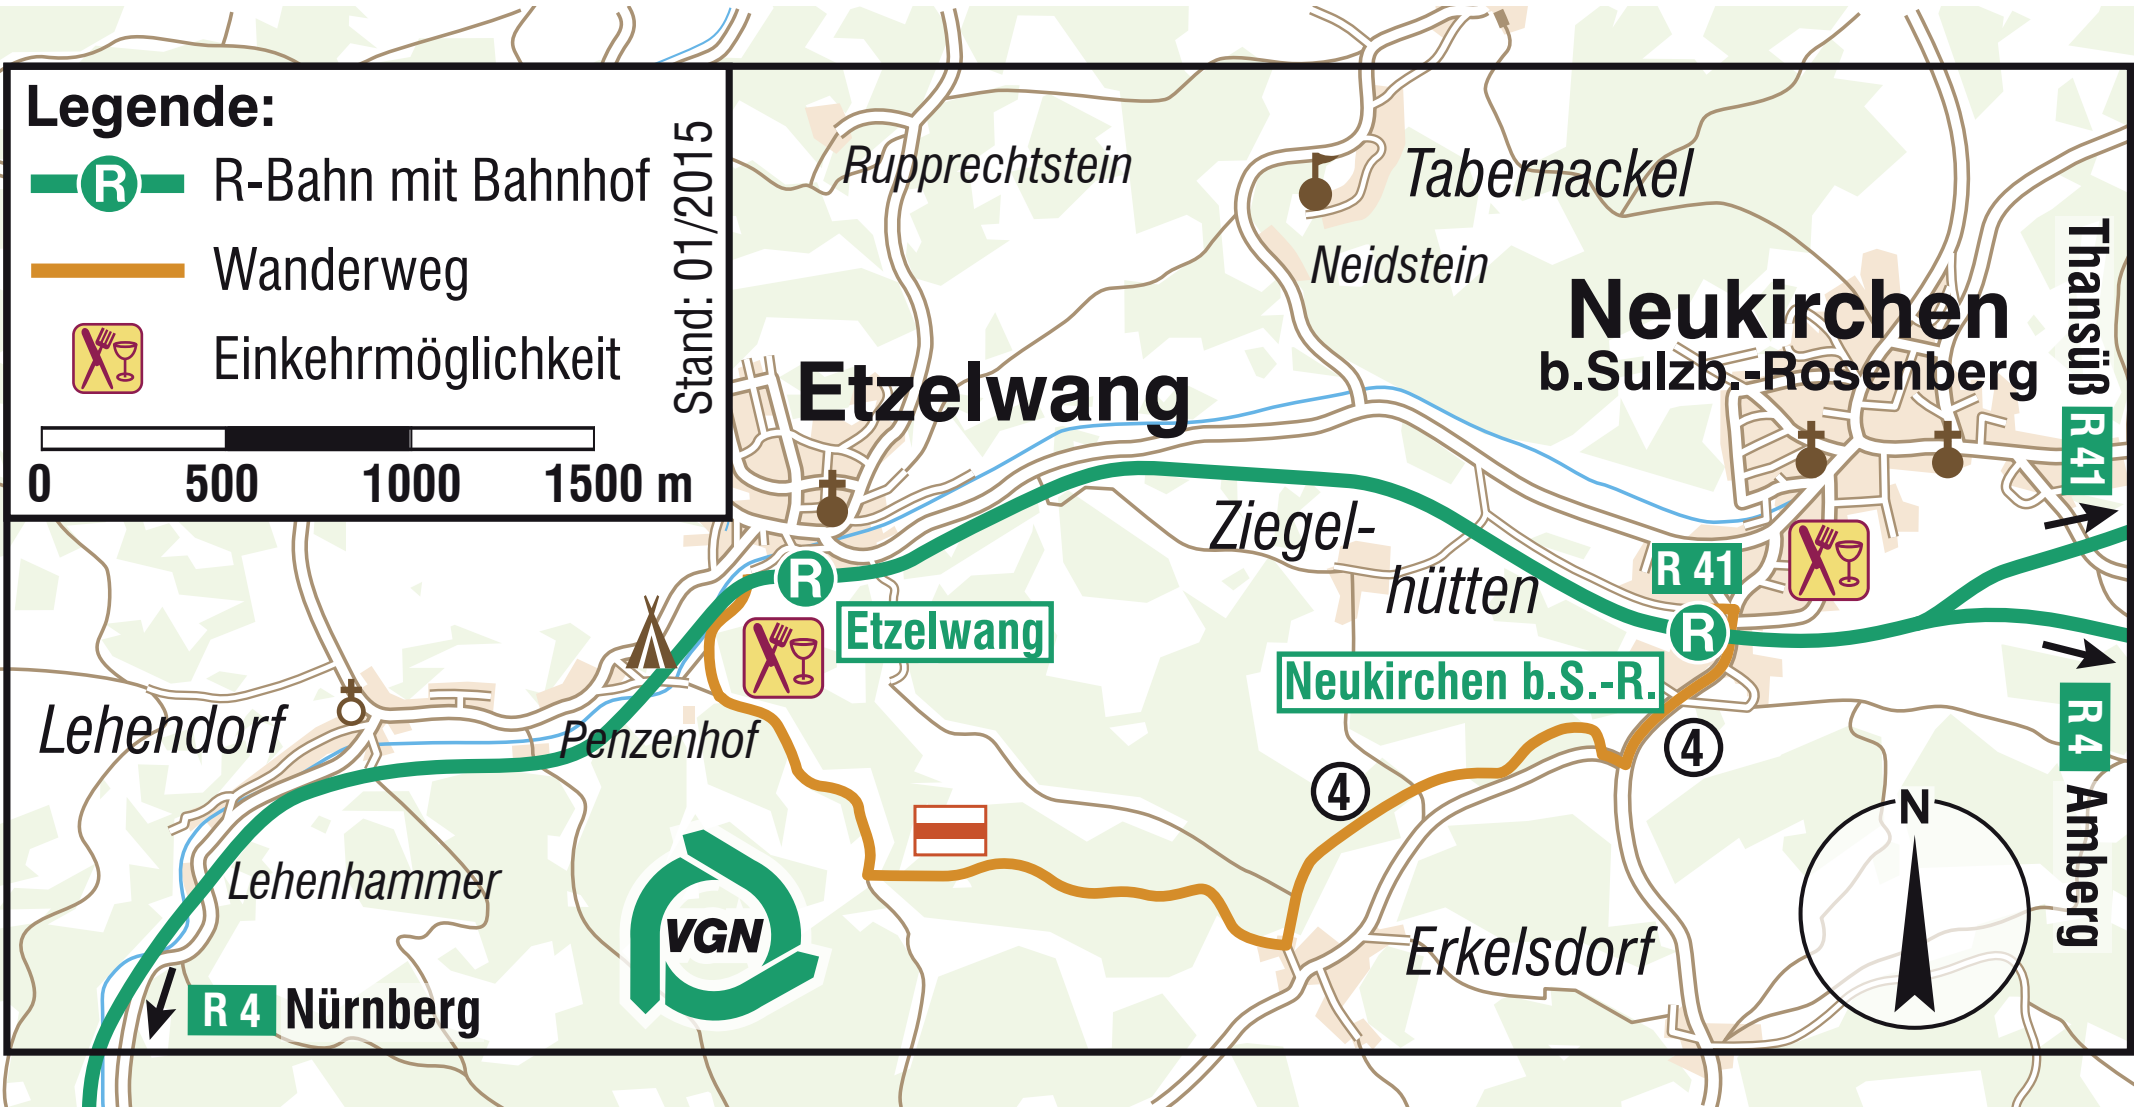 Legende:
R
R-Bahn mit Bahnhof
Wanderweg
Einkehrmöglichkeit
0 500 1000 1500 m
Stand: 01/2015
Rupprechtstein
Tabernackel
Neidstein
Neukirchen
b.Sulzb.-Rosenberg
Thansüß
R 41
Etzelwang
Ziegel-
hütten
R 41
R
R
Etzelwang
Neukirchen b.S.-R.
Lehendorf
Penzenhof
4
4
R 4
Amberg
N
Lehenhammer
VGN
Erkelsdorf
R 4 Nürnberg